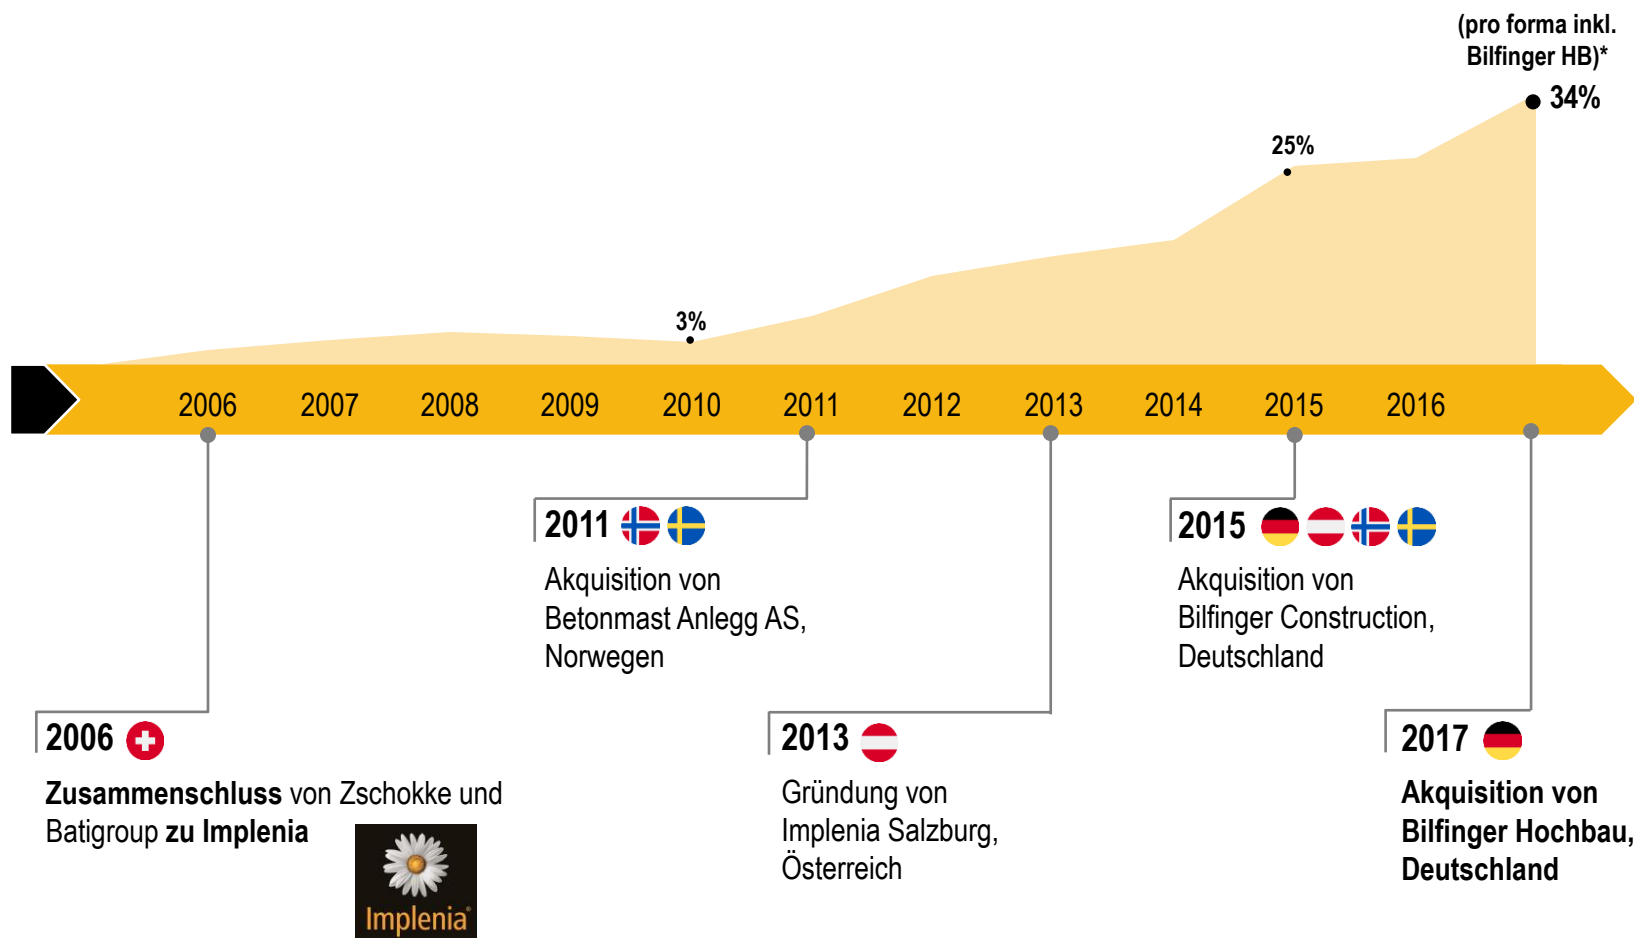 (pro forma inkl.
Bilfinger HB)*
34%
25%
3%
2006 2007 2008 2009 2010 2011 2012 2013 2014 2015 2016
2011
Akquisition von
Betonmast Anlegg AS,
Norwegen
2015
Akquisition von
Bilfinger Construction,
Deutschland
2006
Zusammenschluss von Zschokke und
Batigroup zu Implenia
Implenia®
2013
Gründung von
Implenia Salzburg,
Österreich
2017
Akquisition von
Bilfinger Hochbau,
Deutschland